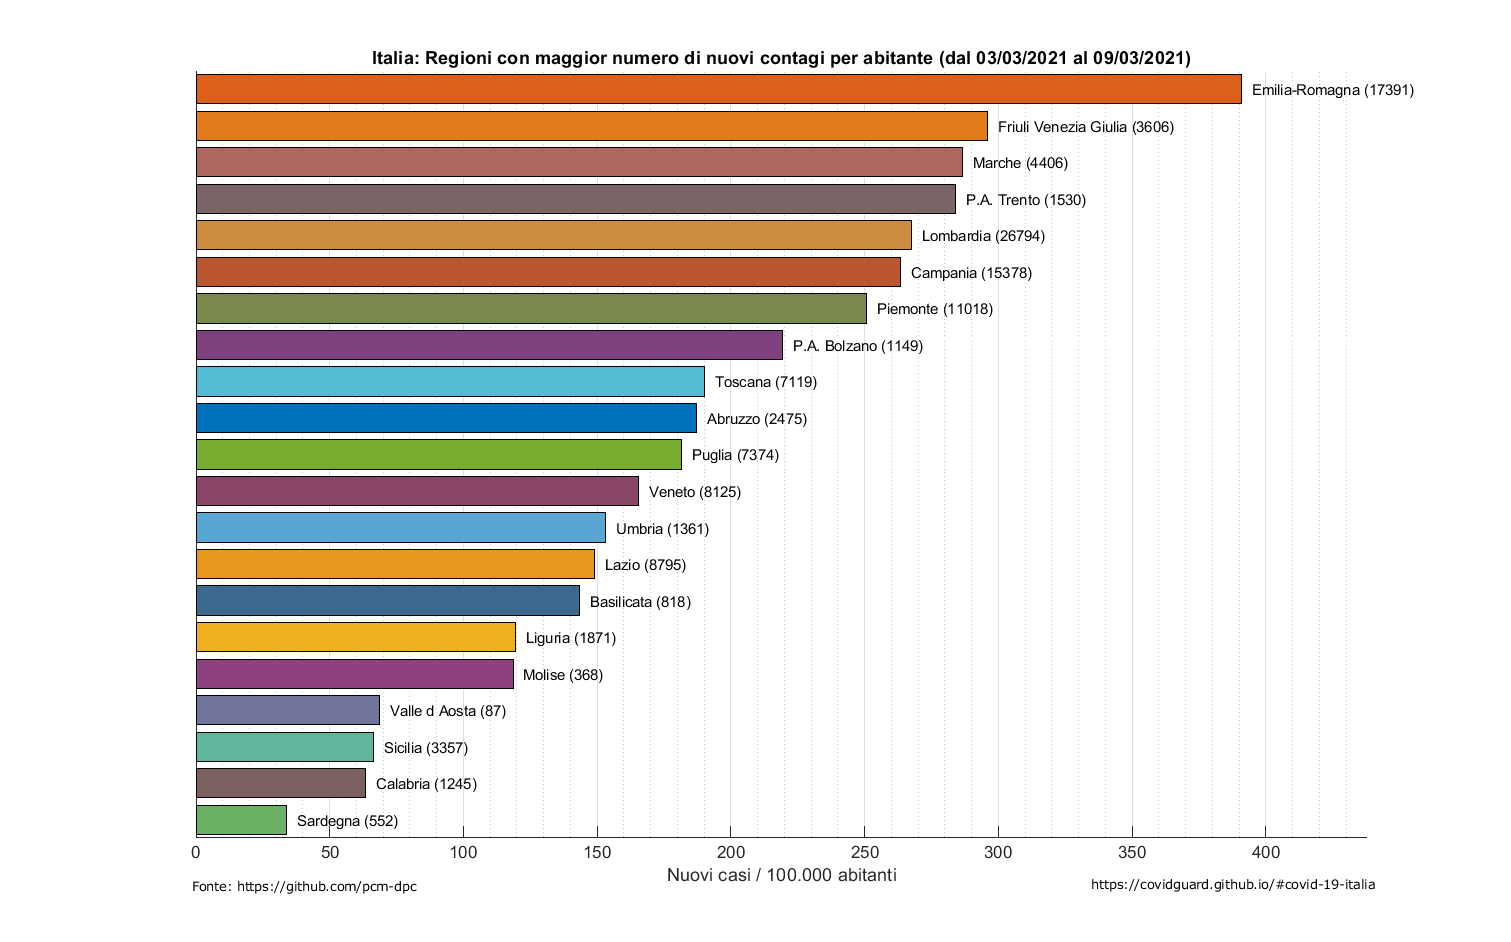 Italia: Regioni con maggior numero di nuovi contagi per abitante (dal 03/03/2021 al 09/03/2021)
Emilia-Romagna (17391)
Friuli Venezia Giulia (3606)
Marche (4406)
P.A. Trento (1530)
Lombardia (26794)
Campania (15378)
Piemonte (11018)
P.A. Bolzano (1149)
Toscana (7119)
Abruzzo (2475)
Puglia (7374)
Veneto (8125)
Umbria (1361)
Lazio (8795)
Basilicata (818)
Liguria (1871)
Molise (368)
Valle d Aosta (87)
Sicilia (3357)
Calabria (1245)
Sardegna (552)
0 50 100 150 200 250 300 350 400
Nuovi casi / 100.000 abitanti
Fonte: https://github.com/pcm-dpc
https://covidguard.github.io/#covid-19-italia